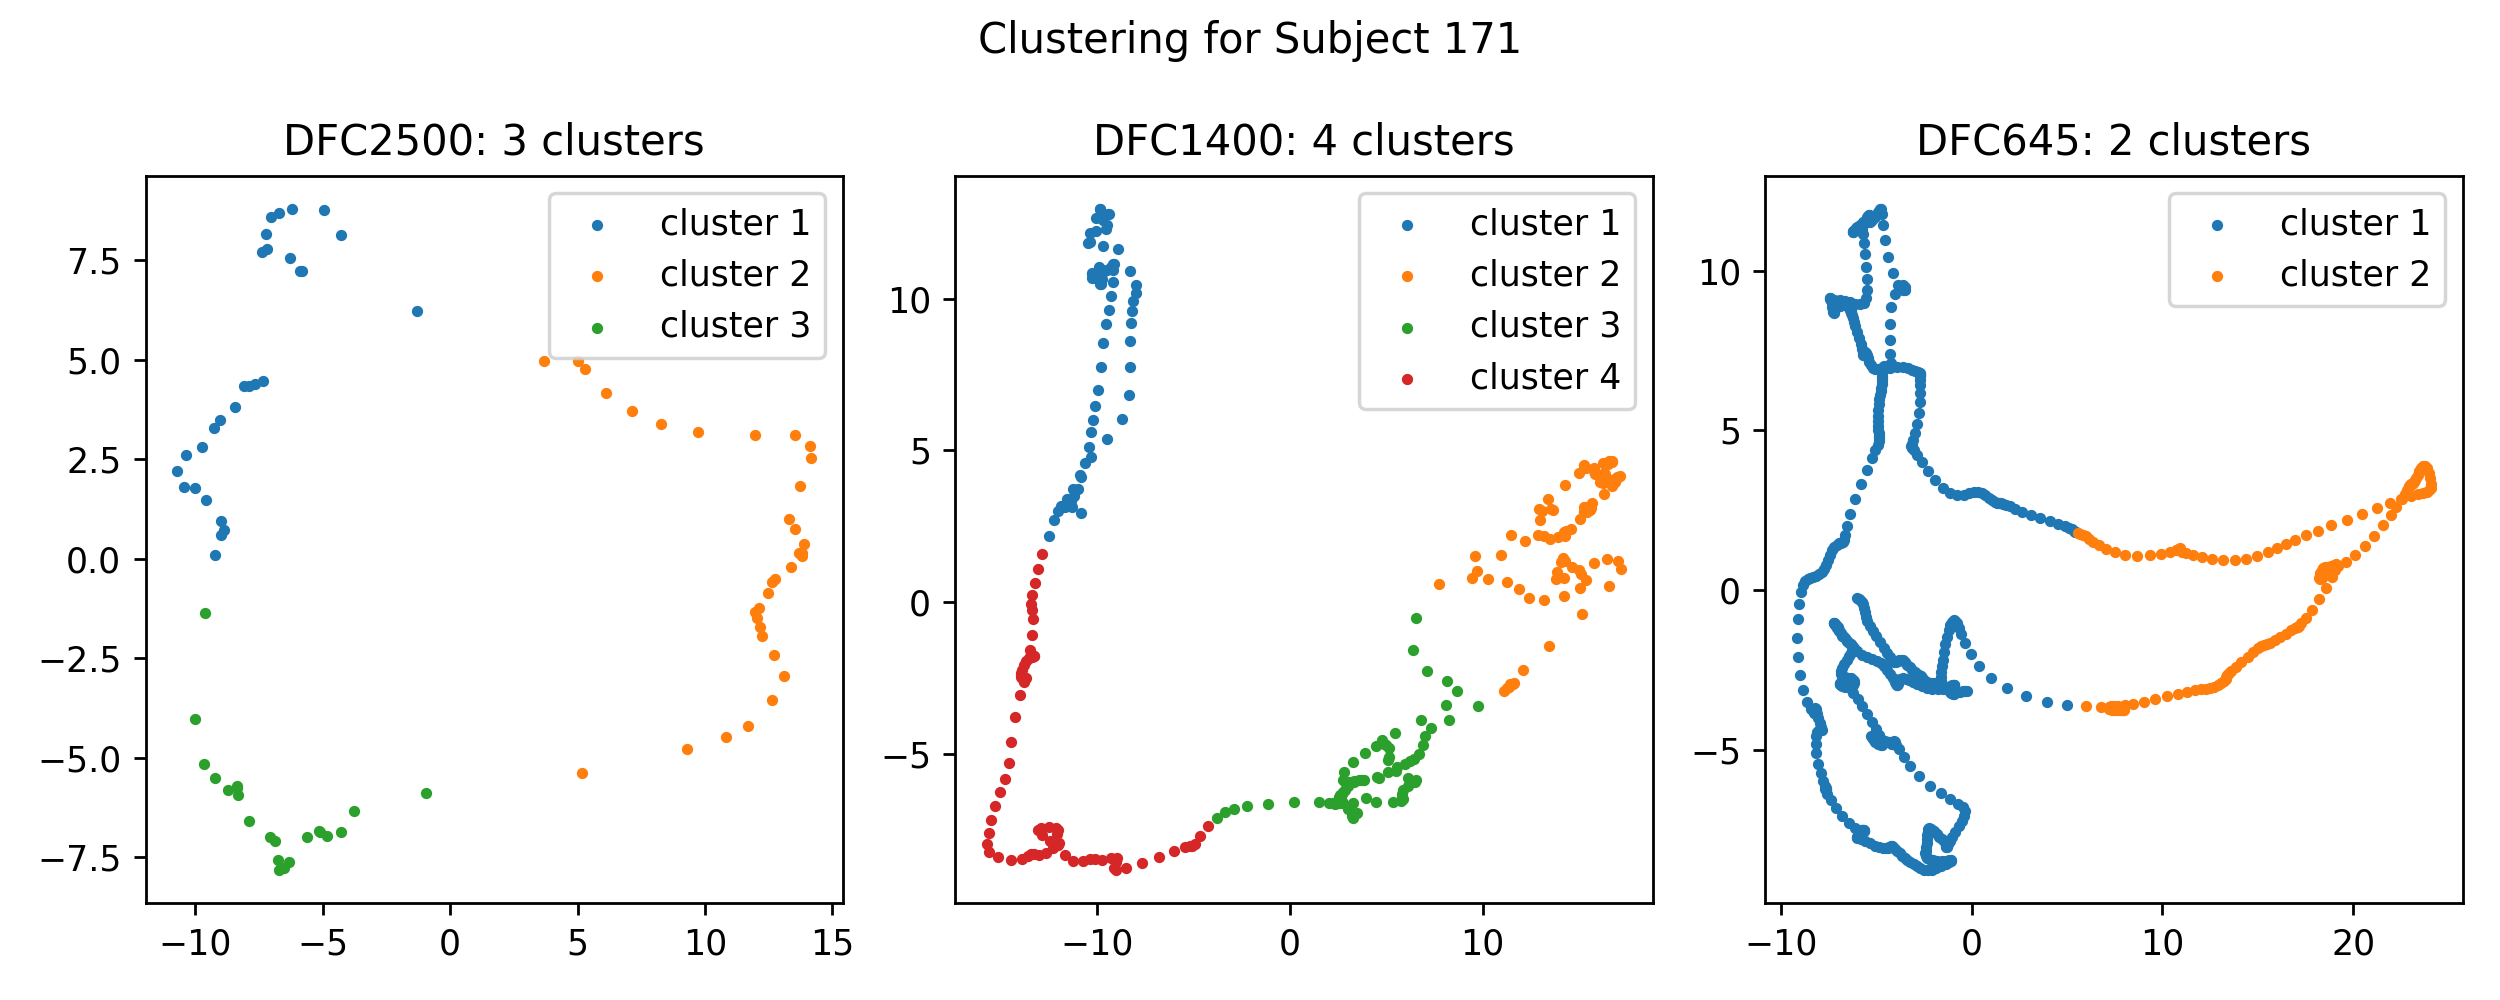 Clustering for Subject 171
DFC2500: 3 clusters
7.5
5.0
2.5
0.0
−2.5
−5.0
−7.5
−10
−5
0
5
10
15
cluster 1
cluster 2
cluster 3
DFC1400: 4 clusters
10
5
0
−5
−10
0
10
cluster 1
cluster 2
cluster 3
cluster 4
DFC645: 2 clusters
10
5
0
−5
−10
0
10
20
cluster 1
cluster 2